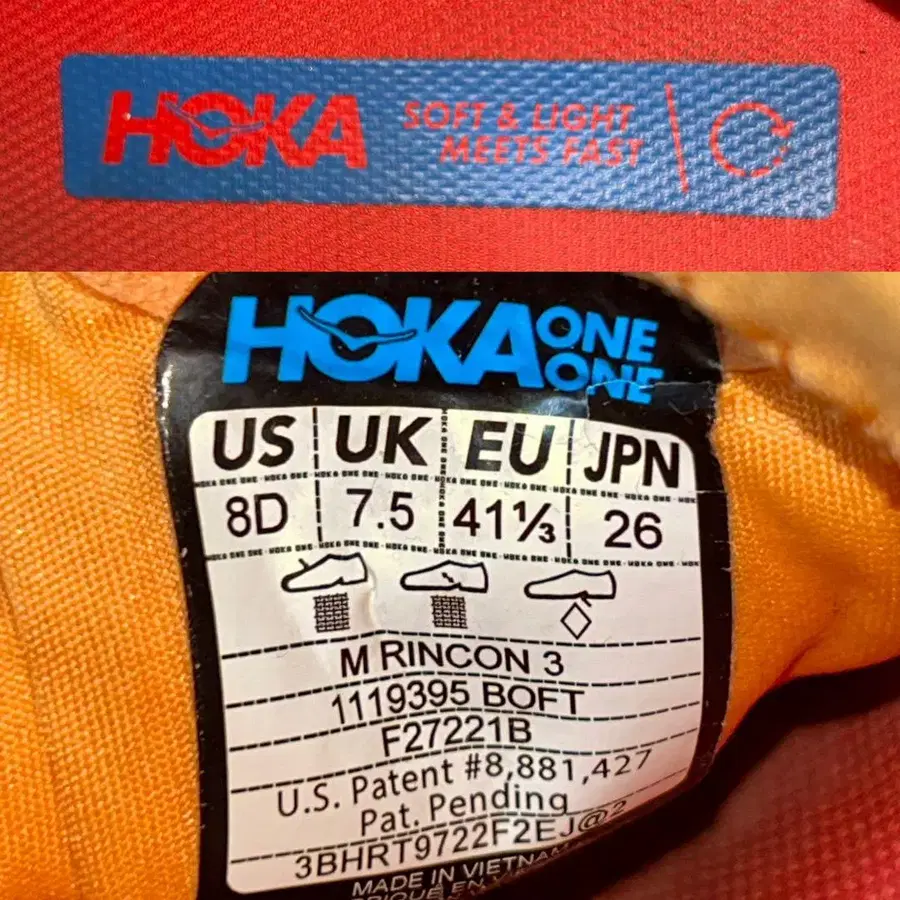 HOKA SOFT & LIGHT
MEETS FAST
HOKA ONE
ONE
US UK EU JPN
8D 7.5 41⅓ 26
M RINCON 3
1119395 BOFT
F27221B
U.S. Patent #8,881,427
Pat. Pending
3BHRT9722F2EJ@2
MADE IN VIETNAM